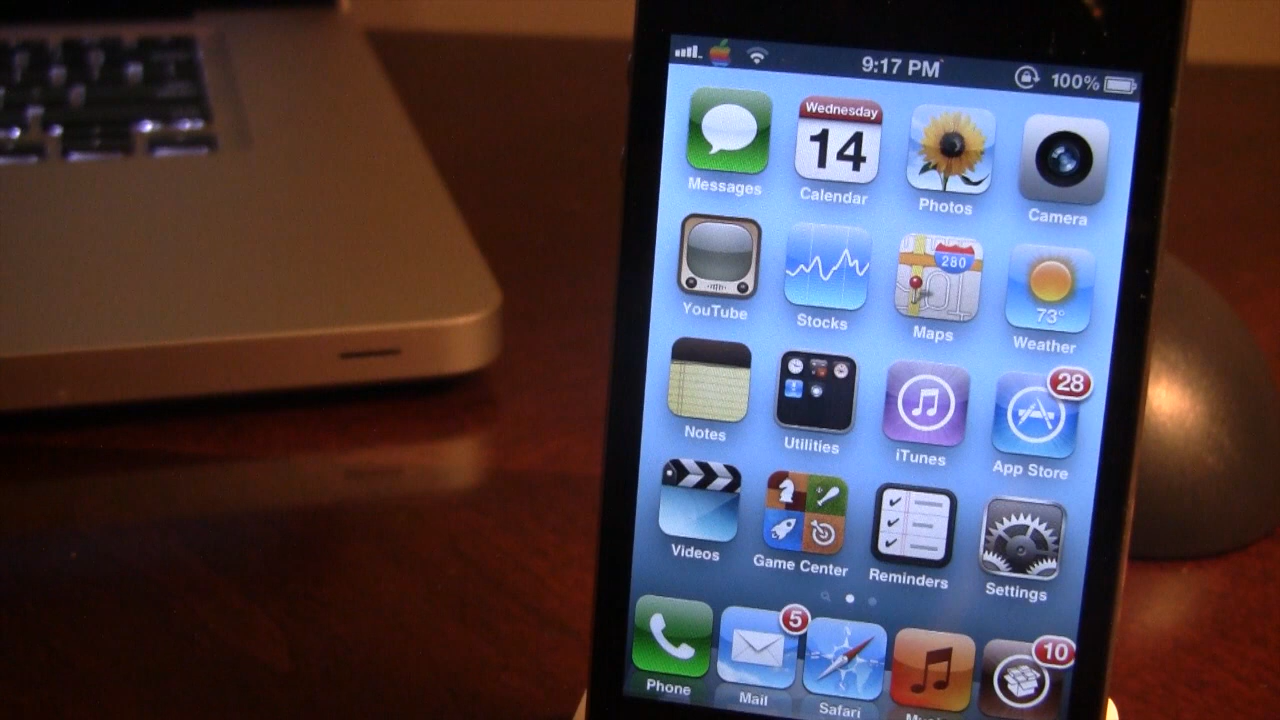 9:17 PM 100%
Wednesday
14
280
73°
Messages Calendar Photos Camera
YouTube Stocks Maps Weather
28
Notes Utilities iTunes App Store
Videos Game Center Reminders Settings
5
10
Phone Mail Safari